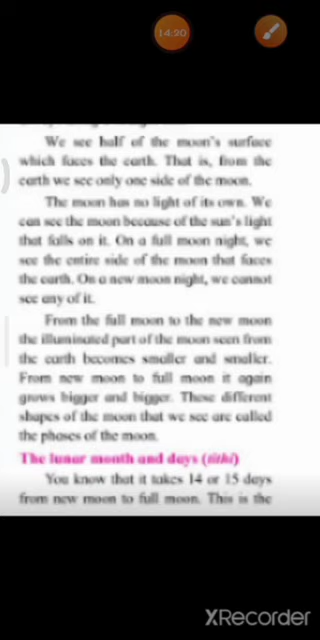 14:20
We see half of the moon's surface
which faces the earth. That is, from the
earth we see only one side of the moon.
The moon has no light of its own. We
can see the moon because of the sun's light
that falls on it. On a full moon night, we
see the entire side of the moon that faces
the earth. On a new moon night, we cannot
see any of it.
From the full moon to the new moon
the illuminated part of the moon seen from
the earth becomes smaller and smaller.
From new moon to full moon it again
grows bigger and bigger. These different
shapes of the moon that we see are called
the phases of the moon.
The lunar month and days (tithi)
You know that it takes 14 or 15 days
from new moon to full moon. This is the
XRecorder